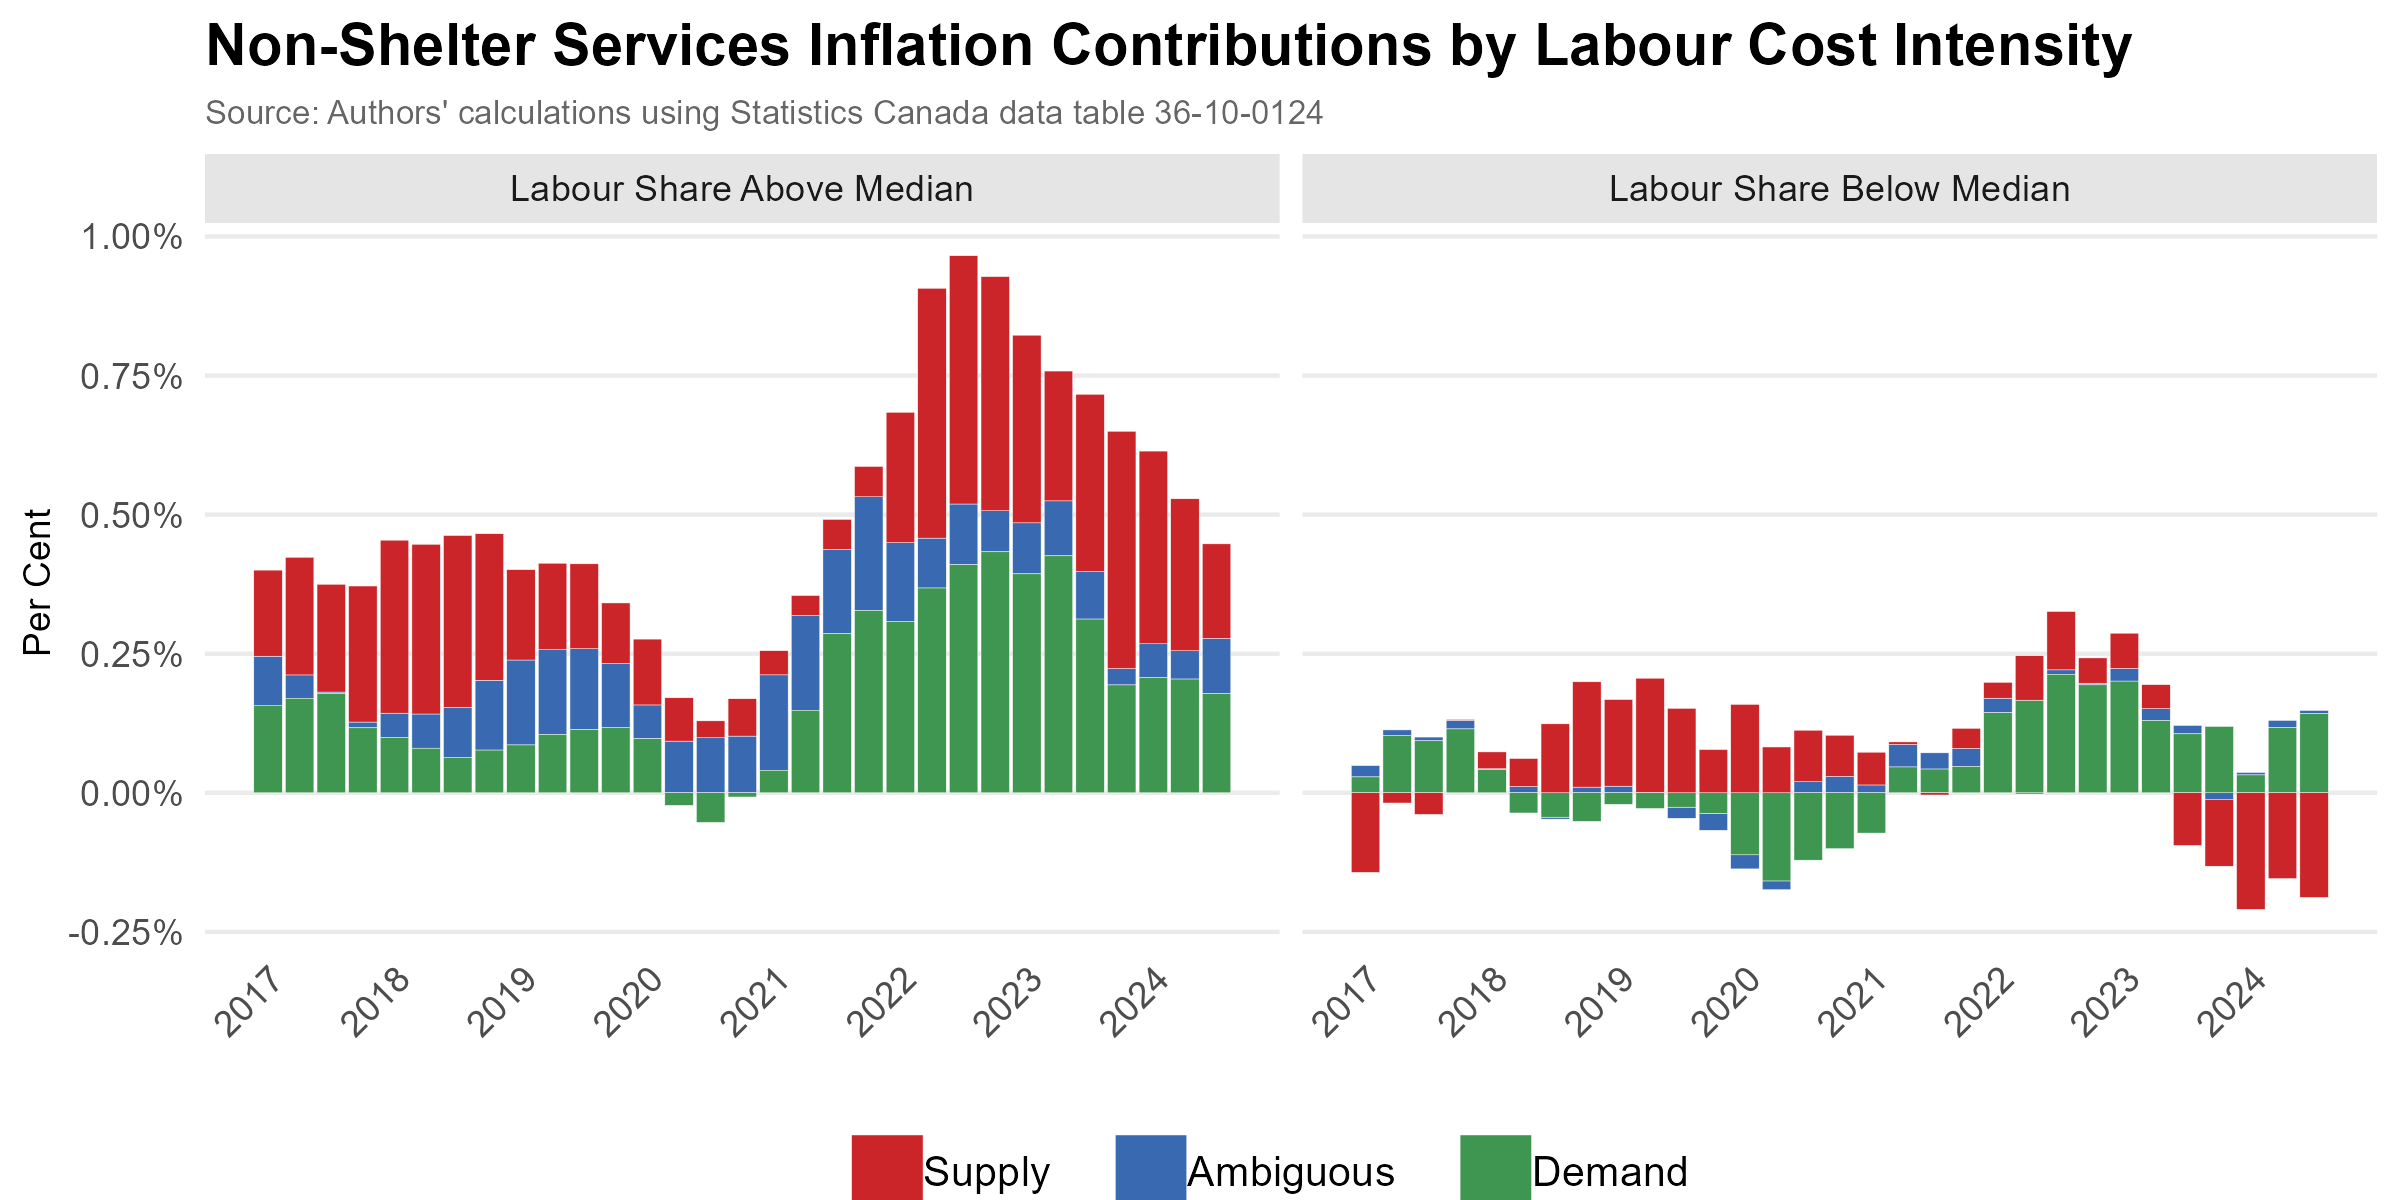 Non-Shelter Services Inflation Contributions by Labour Cost Intensity
Source: Authors' calculations using Statistics Canada data table 36-10-0124
Labour Share Above Median
Labour Share Below Median
Per Cent
1.00%
0.75%
0.50%
0.25%
0.00%
-0.25%
2017 2018 2019 2020 2021 2022 2023 2024
2017 2018 2019 2020 2021 2022 2023 2024
Supply Ambiguous Demand